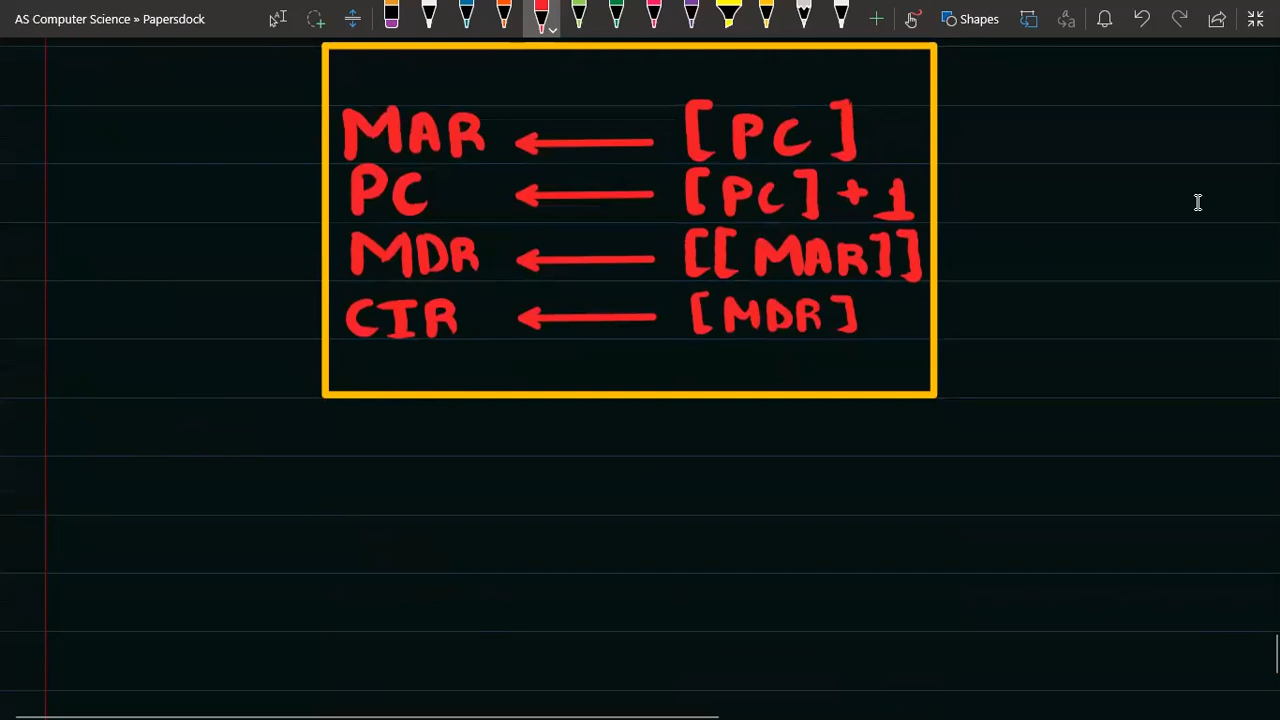 AS Computer Science » Papersdock
Shapes
MAR ← [PC]
PC ← [PC] + 1
MDR ← [[MAR]]
CIR ← [MDR]